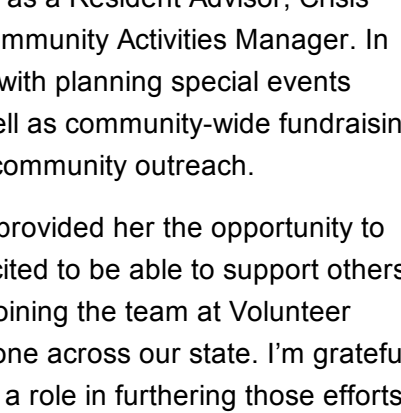 as a Resident Advisor, Crisis
mmunity Activities Manager. In
with planning special events
ell as community-wide fundraisin
community outreach.
provided her the opportunity to
cited to be able to support others
oining the team at Volunteer
one across our state. I’m gratefu
a role in furthering those efforts